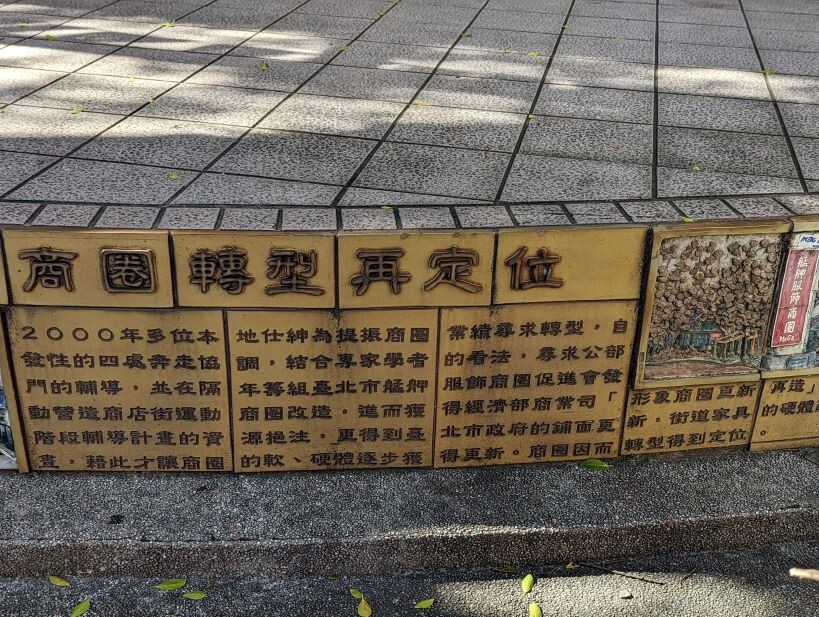 商圈轉型再定位
2000年多位本地仕紳為提振商圈業績尋求轉型，自
發性的四處奔走協調，結合專家學者的看法，尋求公部
門的輔導，並在隔年籌組臺北市艋舺服飾商圈促進會發
動營造商店街運動商圈改造，進而獲得經濟部商業司「形象商圈更新再造」
階段輔導計畫的資源挹注，更得到臺北市政府的鋪面更新，街道家具的硬體
畫，藉此才讓商圈的軟、硬體逐步獲得更新。商圈因而轉型得到定位。
艋舺服飾商圈
MoGa